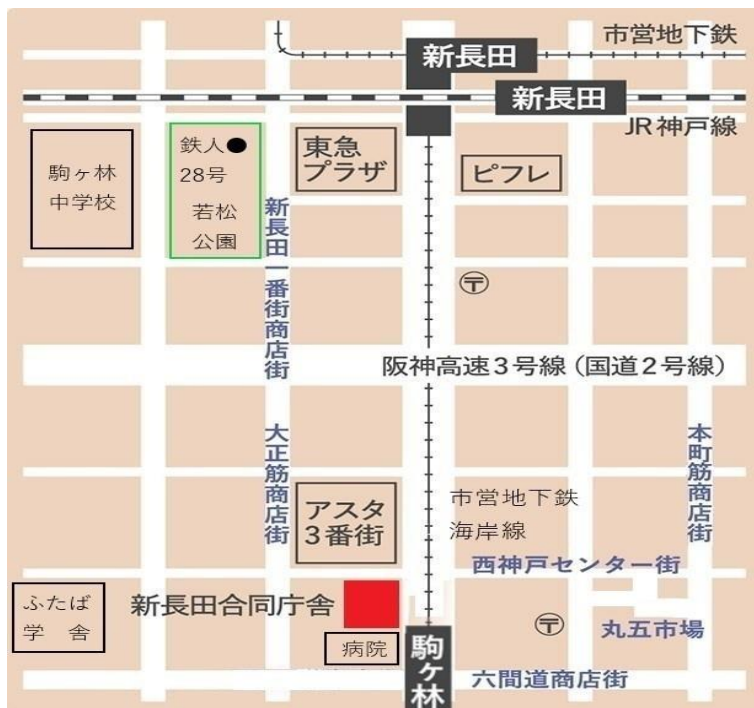 市営地下鉄
新長田
新長田
JR神戸線
駒ヶ林
中学校
鉄人●
28号
若松
公園
東急
プラザ
ピフレ
新長田一番街商店街
〒
阪神高速3号線(国道2号線)
大正筋商店街
本町筋商店街
アスタ
3番街
市営地下鉄
海岸線
西神戸センター街
ふたば
学舎
新長田合同庁舎
病院
〒
丸五市場
駒ヶ林
六間道商店街